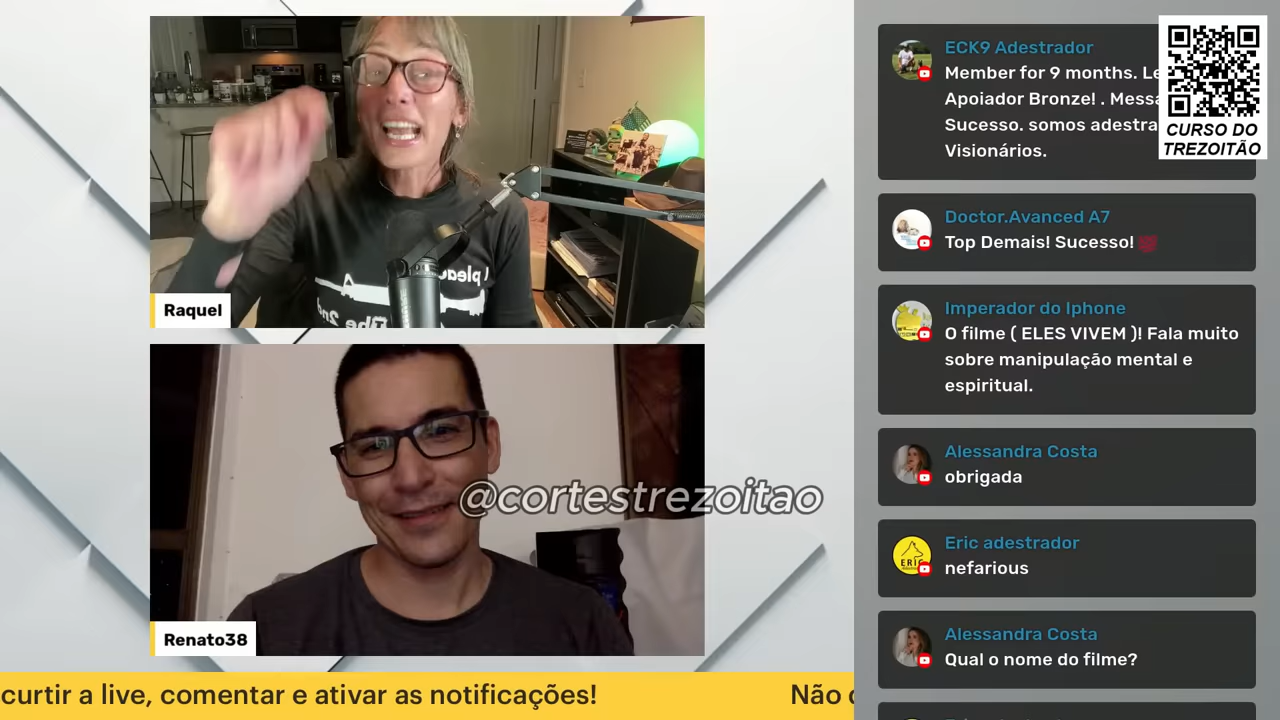 Raquel
Renato38
@cortestrezoitao
curtir a live, comentar e ativar as notificações!
Não
ECK9 Adestrador
Member for 9 months.
Apoiador Bronze! .
Sucesso. somos
Visionários.
CURSO DO
TREZOITÃO
Doctor.Avanced A7
Top Demais! Sucesso!
Imperador do Iphone
O filme ( ELES VIVEM )! Fala muito
sobre manipulação mental e
espiritual.
Alessandra Costa
obrigada
Eric adestrador
nefarious
Alessandra Costa
Qual o nome do filme?